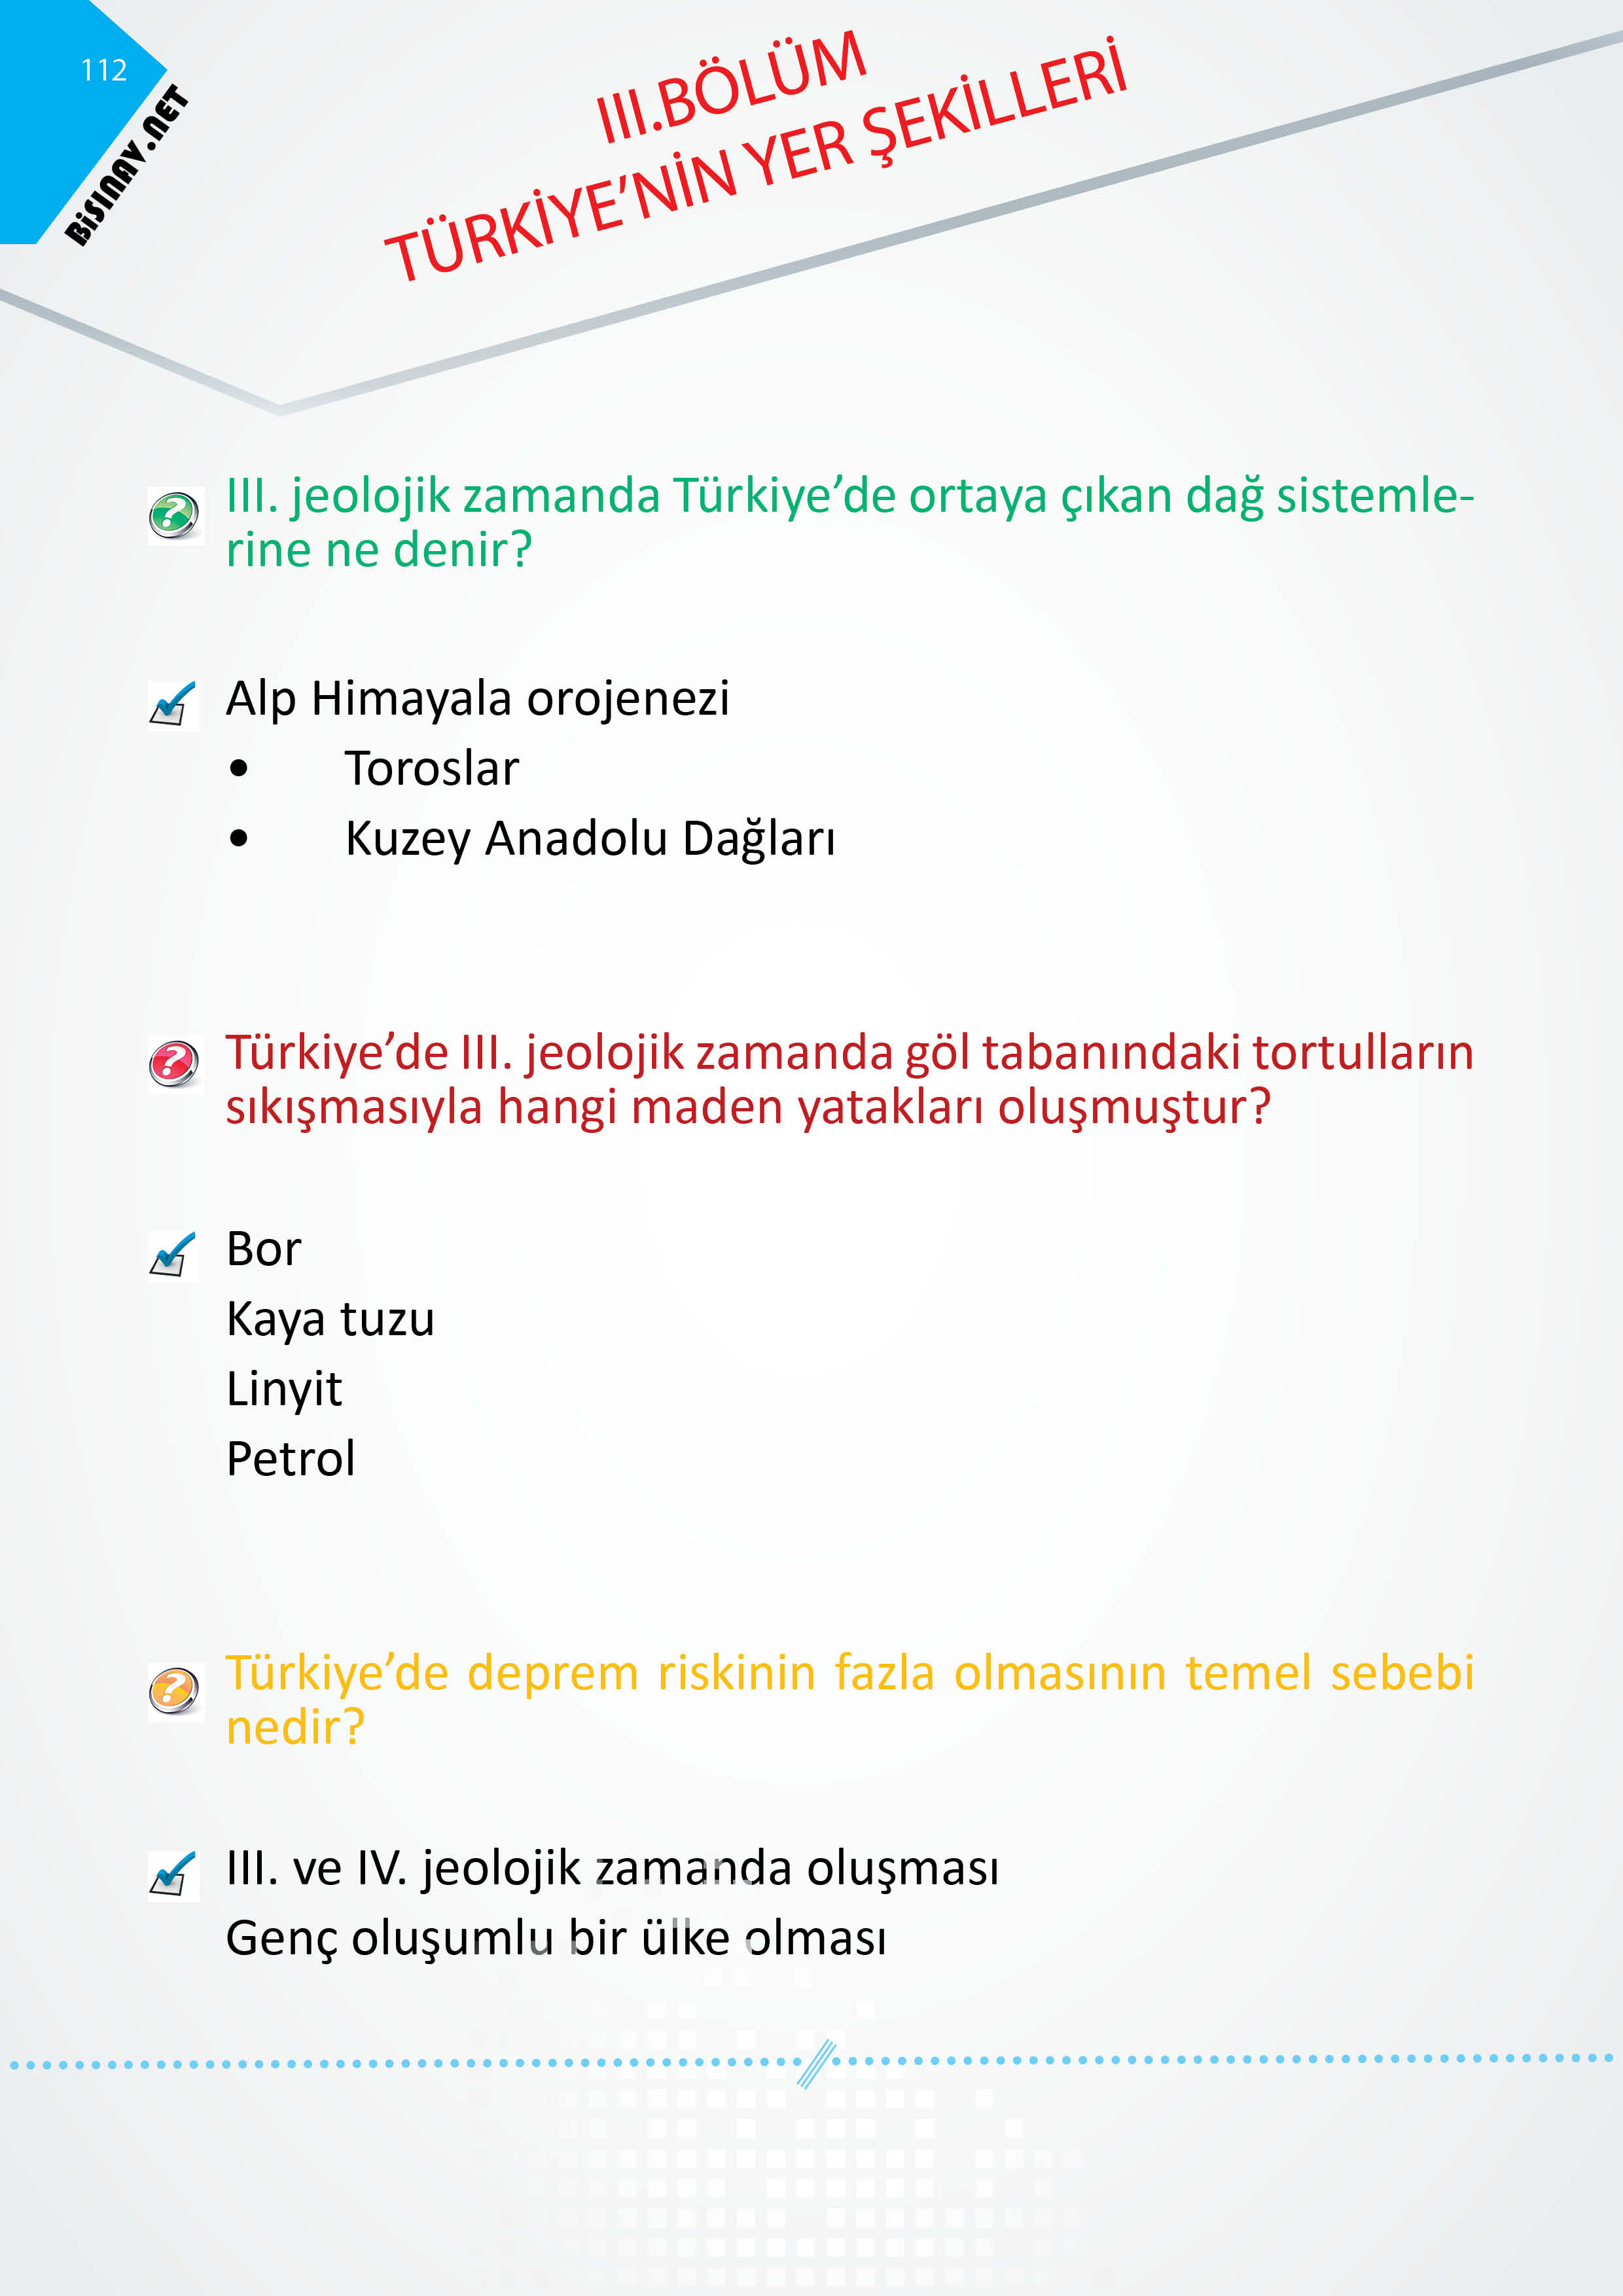 112
BiSINAV.NET
III.BÖLÜM
TÜRKİYE’NİN YER ŞEKİLLERİ
III. jeolojik zamanda Türkiye’de ortaya çıkan dağ sistemle-
rine ne denir?
Alp Himayala orojenezi
• Toroslar
• Kuzey Anadolu Dağları
Türkiye’de III. jeolojik zamanda göl tabanındaki tortulların
sıkışmasıyla hangi maden yatakları oluşmuştur?
Bor
Kaya tuzu
Linyit
Petrol
Türkiye’de deprem riskinin fazla olmasının temel sebebi
nedir?
III. ve IV. jeolojik zamanda oluşması
Genç oluşumlu bir ülke olması